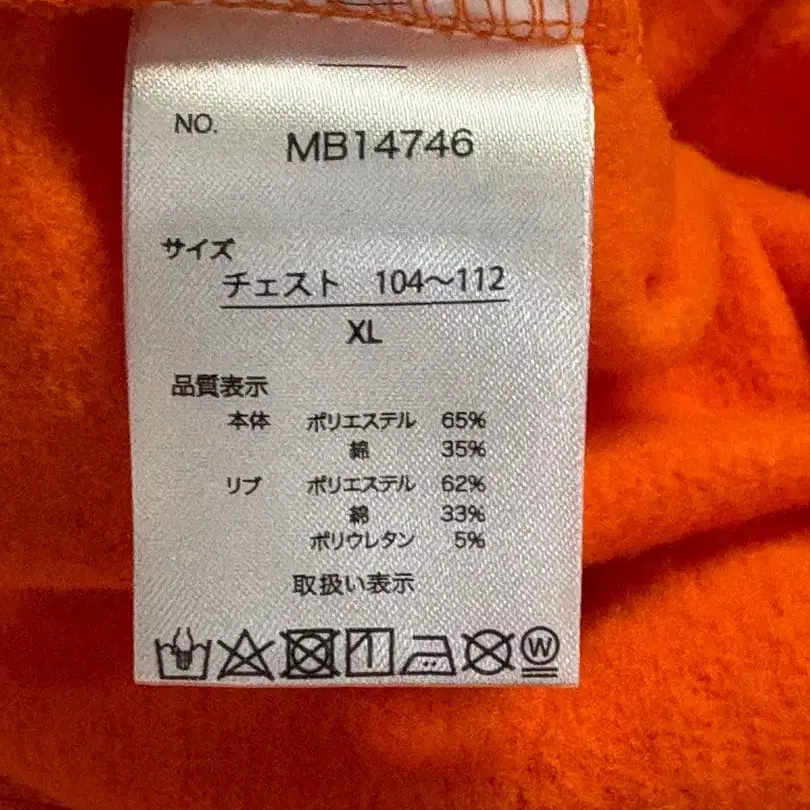 NO.
MB14746
サイズ
チェスト 104〜112
XL
品質表示
本体 ポリエステル 65%
綿 35%
リブ ポリエステル 62%
綿 33%
ポリウレタン 5%
取扱い表示
W